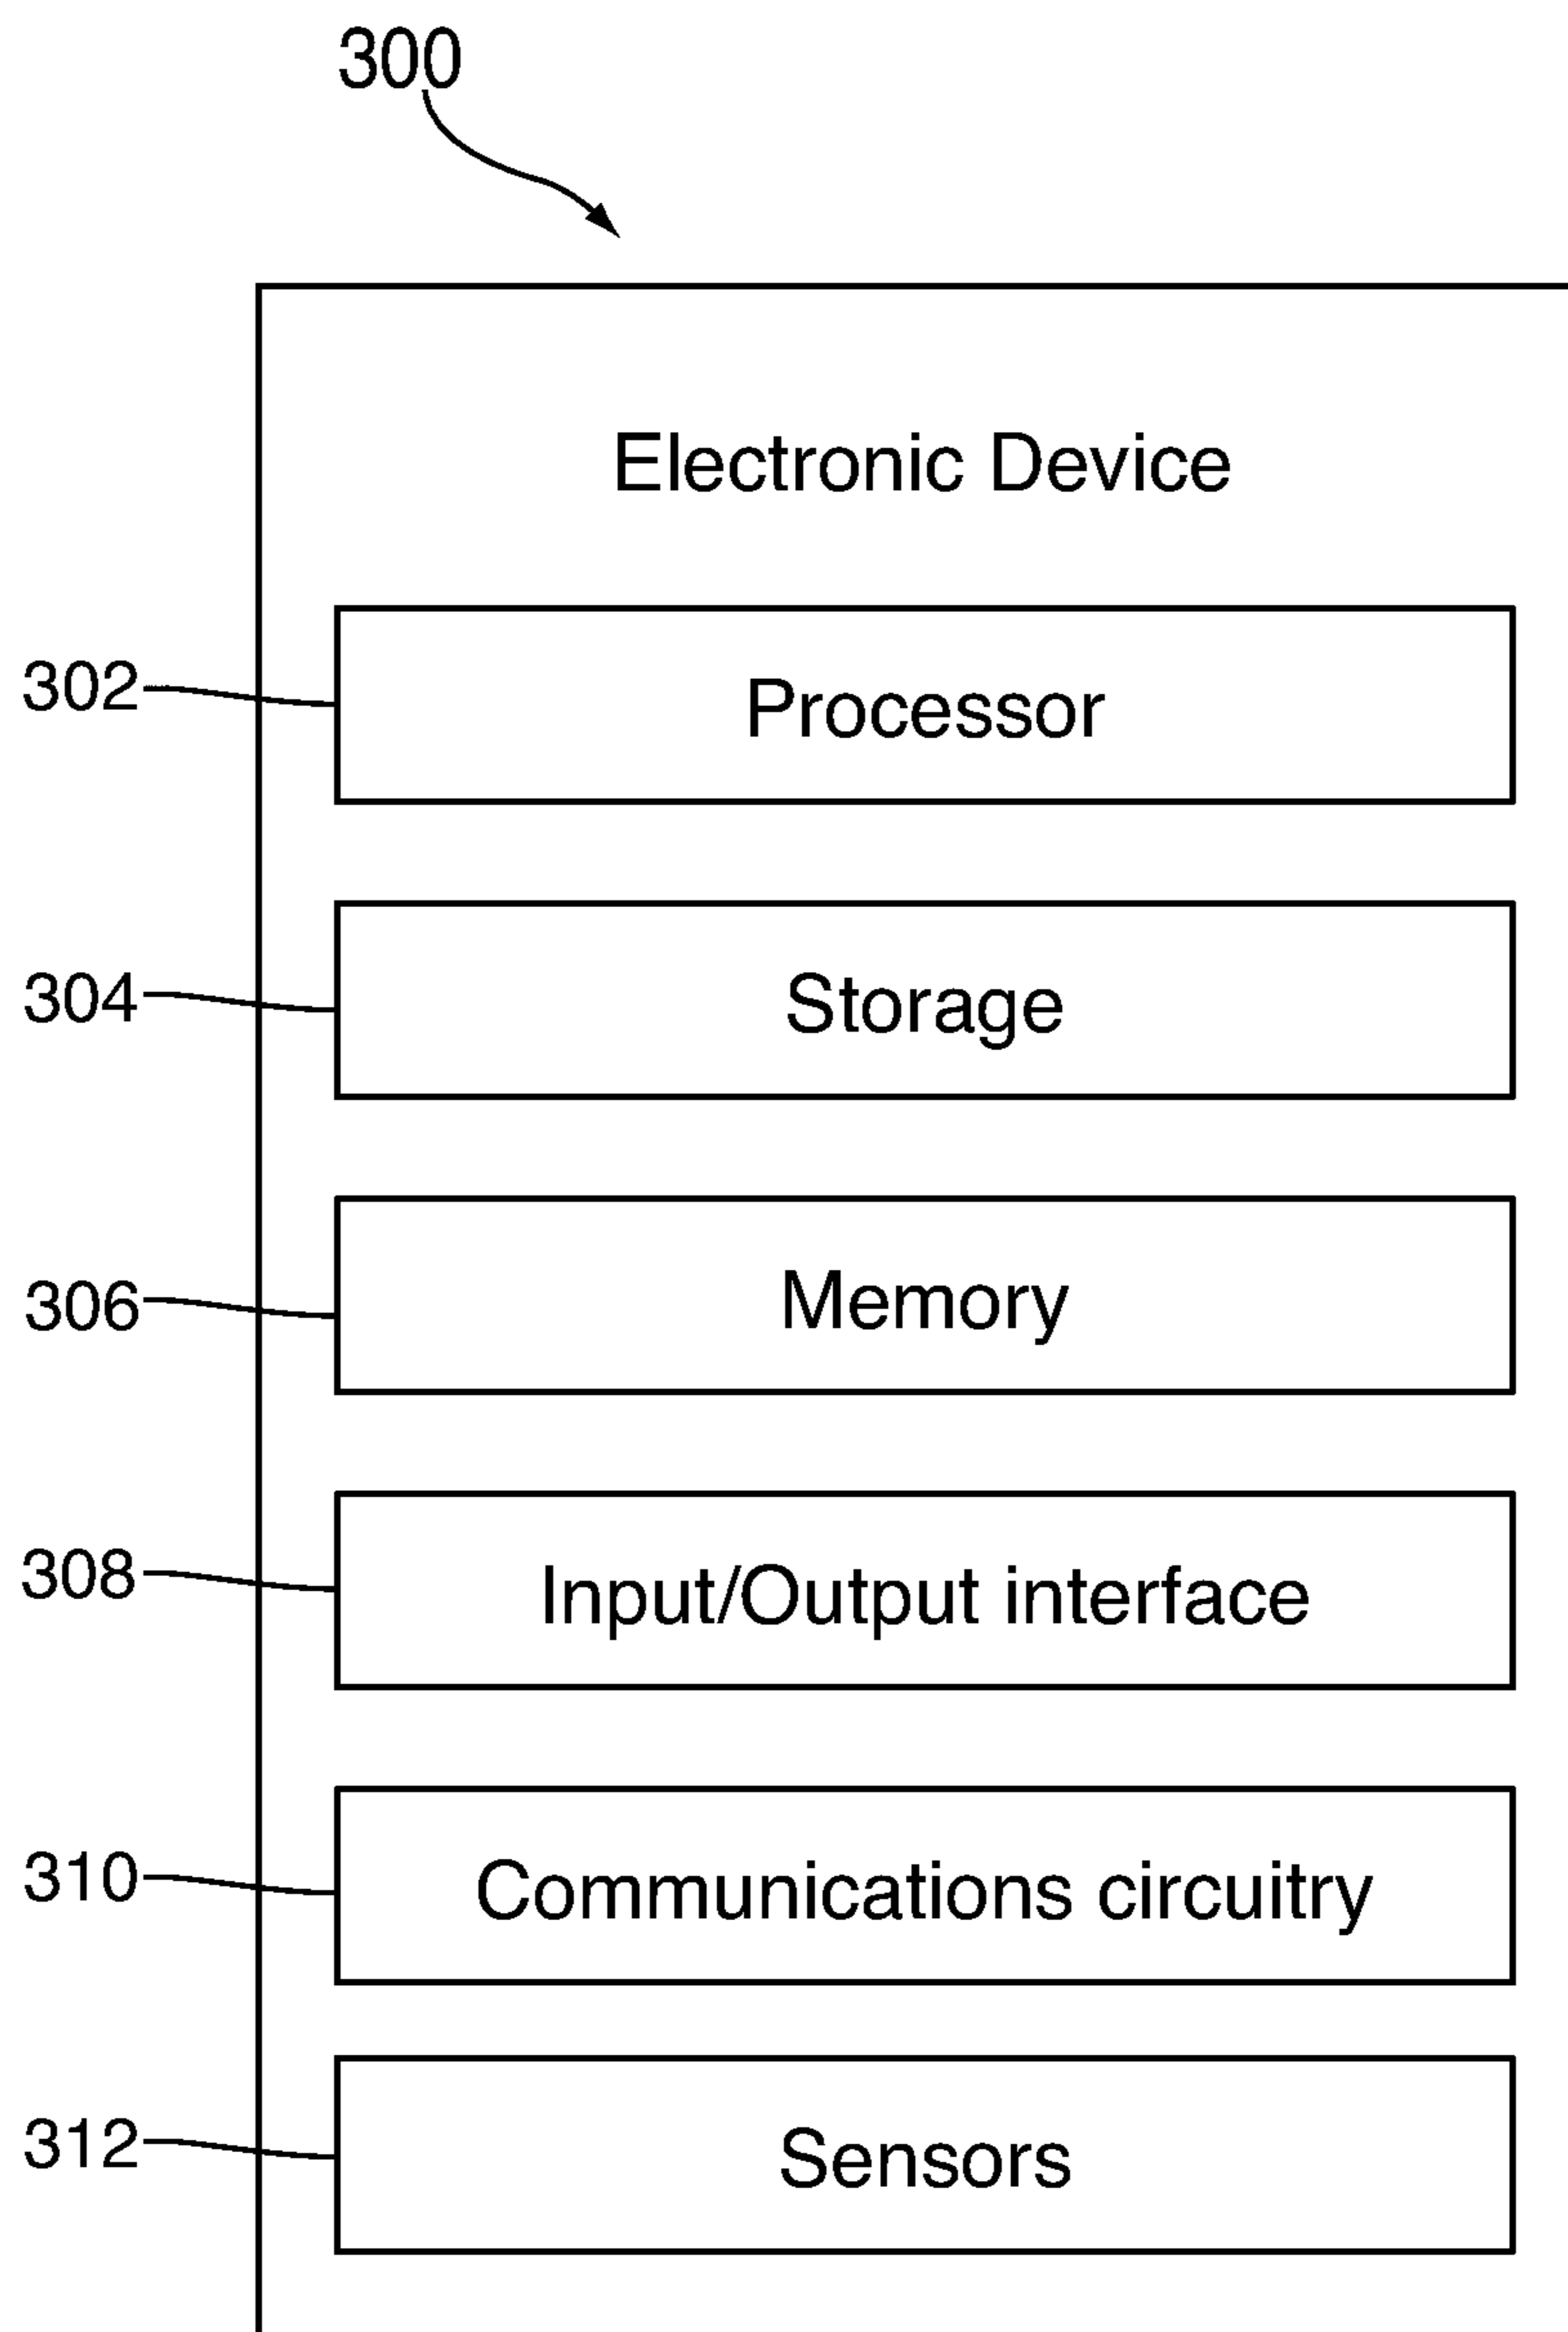 300
Electronic Device
302 Processor
304 Storage
306 Memory
308 Input/Output interface
310 Communications circuitry
312 Sensors